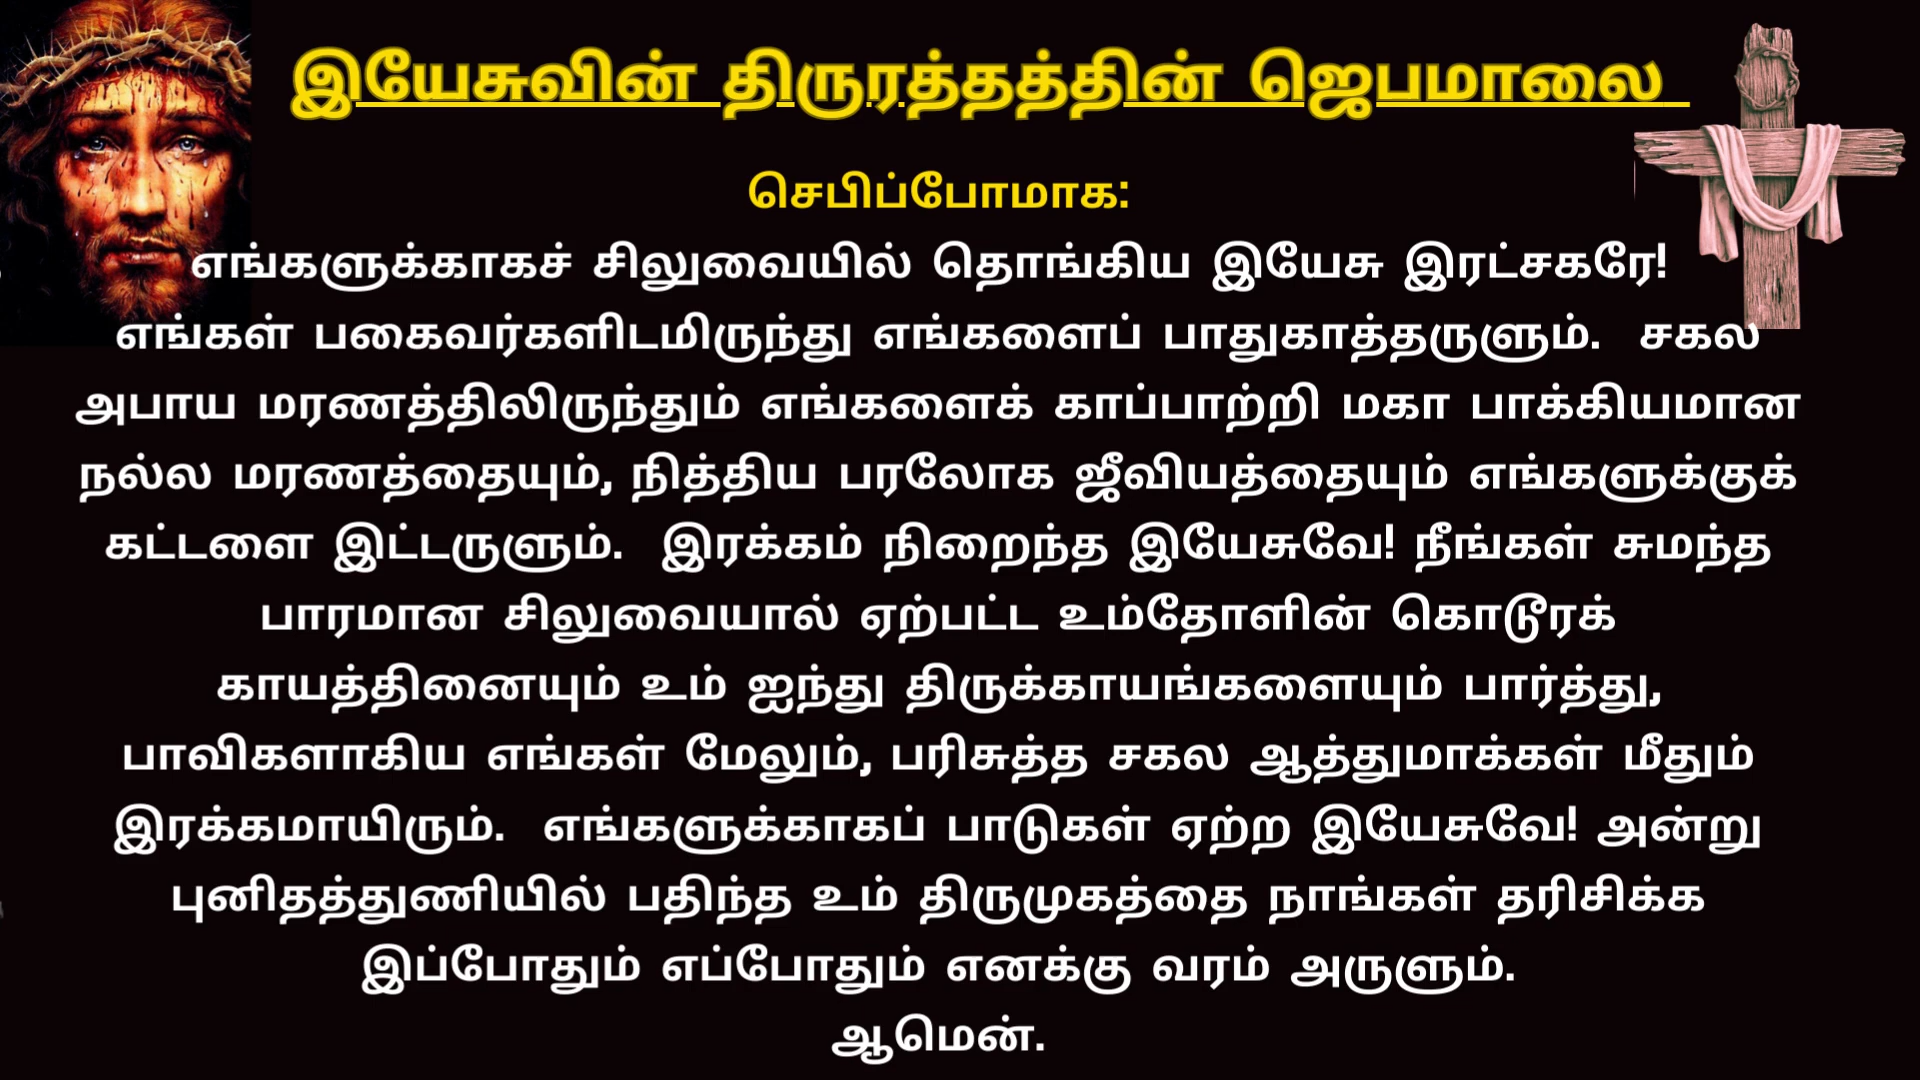 இயேசுவின் திருரத்தத்தின் ஜெபமாலை
செபிப்போமாக:
எங்களுக்காகச் சிலுவையில் தொங்கிய இயேசு இரட்சகரே!
எங்கள் பகைவர்களிடமிருந்து எங்களைப் பாதுகாத்தருளும். சகல
அபாய மரணத்திலிருந்தும் எங்களைக் காப்பாற்றி மகா பாக்கியமான
நல்ல மரணத்தையும், நித்திய பரலோக ஜீவியத்தையும் எங்களுக்குக்
கட்டளை இட்டருளும். இரக்கம் நிறைந்த இயேசுவே! நீங்கள் சுமந்த
பாரமான சிலுவையால் ஏற்பட்ட உம்தோளின் கொடூரக்
காயத்தினையும் உம் ஐந்து திருக்காயங்களையும் பார்த்து,
பாவிகளாகிய எங்கள் மேலும், பரிசுத்த சகல ஆத்துமாக்கள் மீதும்
இரக்கமாயிரும். எங்களுக்காகப் பாடுகள் ஏற்ற இயேசுவே! அன்று
புனிதத்துணியில் பதிந்த உம் திருமுகத்தை நாங்கள் தரிசிக்க
இப்போதும் எப்போதும் எனக்கு வரம் அருளும்.
ஆமென்.